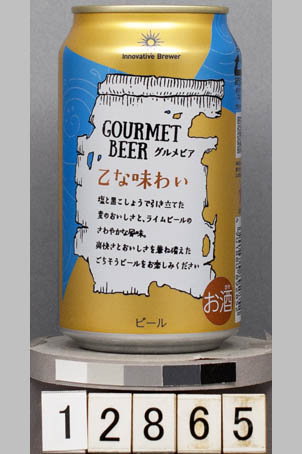 Innovative Brewer
GOURMET
BEER グルメビア
乙な味わい
塩と黒こしょうで引き立てた
麦のおいしさと、ライムピールの
さわやかな風味。
爽快さとおいしさを兼ね備えた
ごちそうビールをお楽しみください
お酒
ビール
1 2 8 6 5